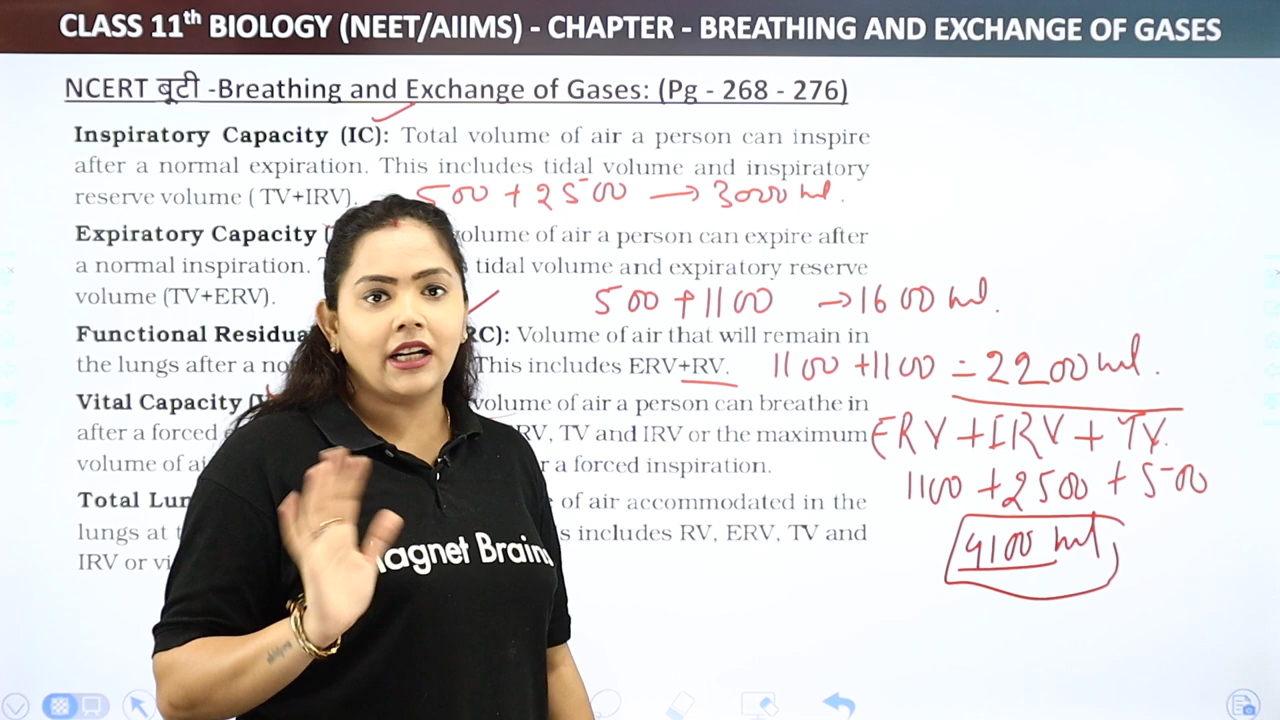 CLASS 11th BIOLOGY (NEET/AIIMS) - CHAPTER - BREATHING AND EXCHANGE OF GASES
NCERT बूटी -Breathing and Exchange of Gases: (Pg - 268 - 276)
Inspiratory Capacity (IC): Total volume of air a person can inspire
after a normal expiration. This includes tidal volume and inspiratory
reserve volume ( TV+IRV).
500 + 2500 → 3000 ml.
Expiratory Capacity olume of air a person can expire after
a normal inspiration. tidal volume and expiratory reserve
volume (TV+ERV).
500 + 1100 → 1600 ml.
Functional Residua RC): Volume of air that will remain in
the lungs after a no This includes ERV+RV.
1100 + 1100 = 2200 ml.
Vital Capacity volume of air a person can breathe in
after a forced RV, TV and IRV or the maximum
volume of ai r a forced inspiration.
ERV + IRV + TV.
1100 + 2500 + 500
4100 ml
Total Lun of air accommodated in the
lungs at t s includes RV, ERV, TV and
IRV or vi
agnet Brains